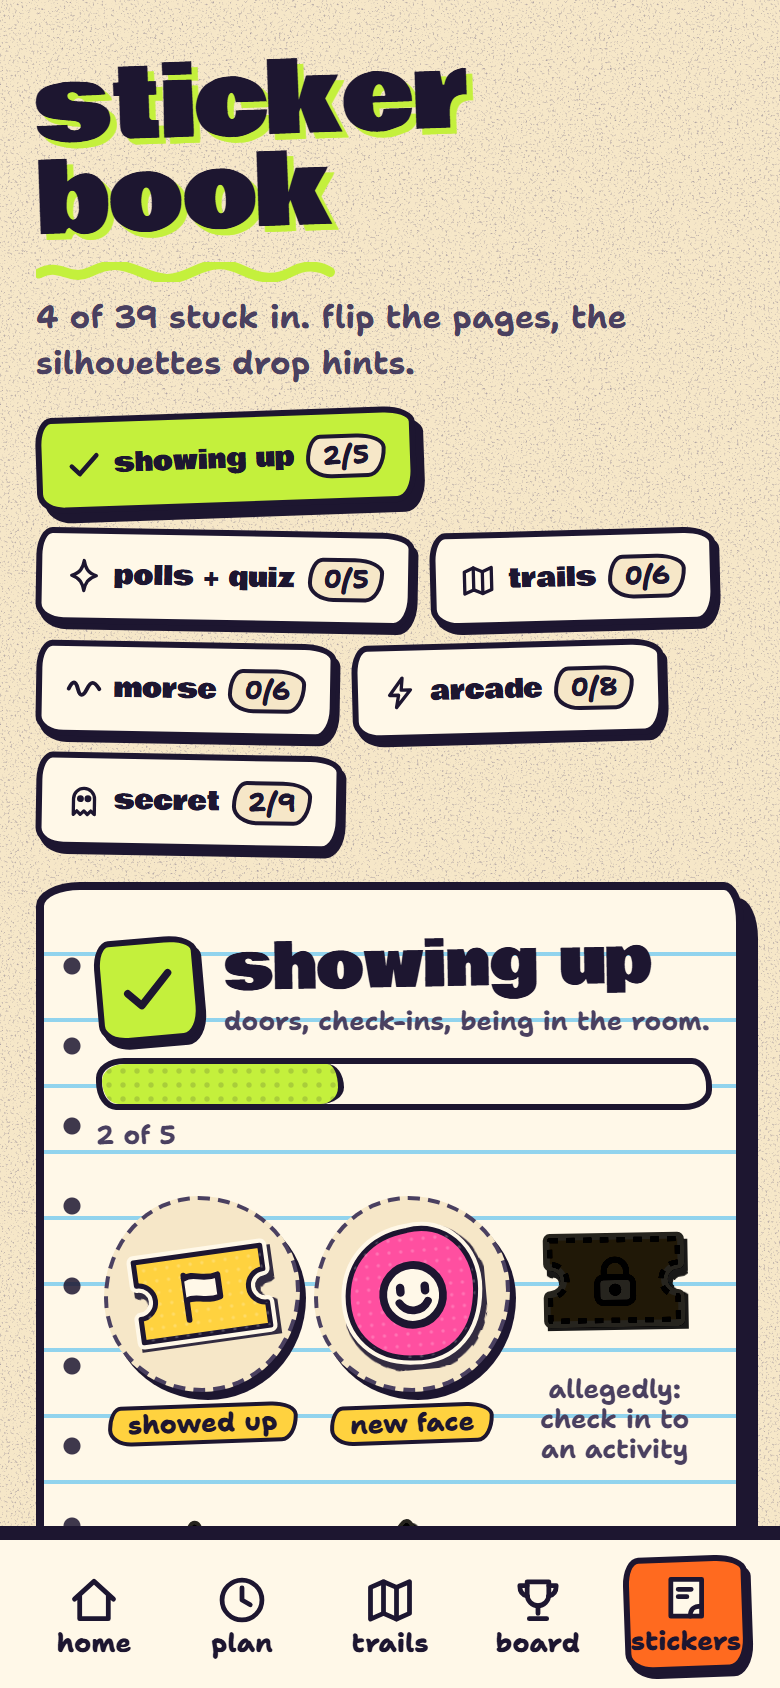 sticker
book
4 of 39 stuck in. flip the pages, the
silhouettes drop hints.
showing up 2/5
polls + quiz 0/5
trails 0/6
morse 0/6
arcade 0/8
secret 2/9
showing up
doors, check-ins, being in the room.
2 of 5
showed up
new face
allegedly:
check in to
an activity
home
plan
trails
board
stickers